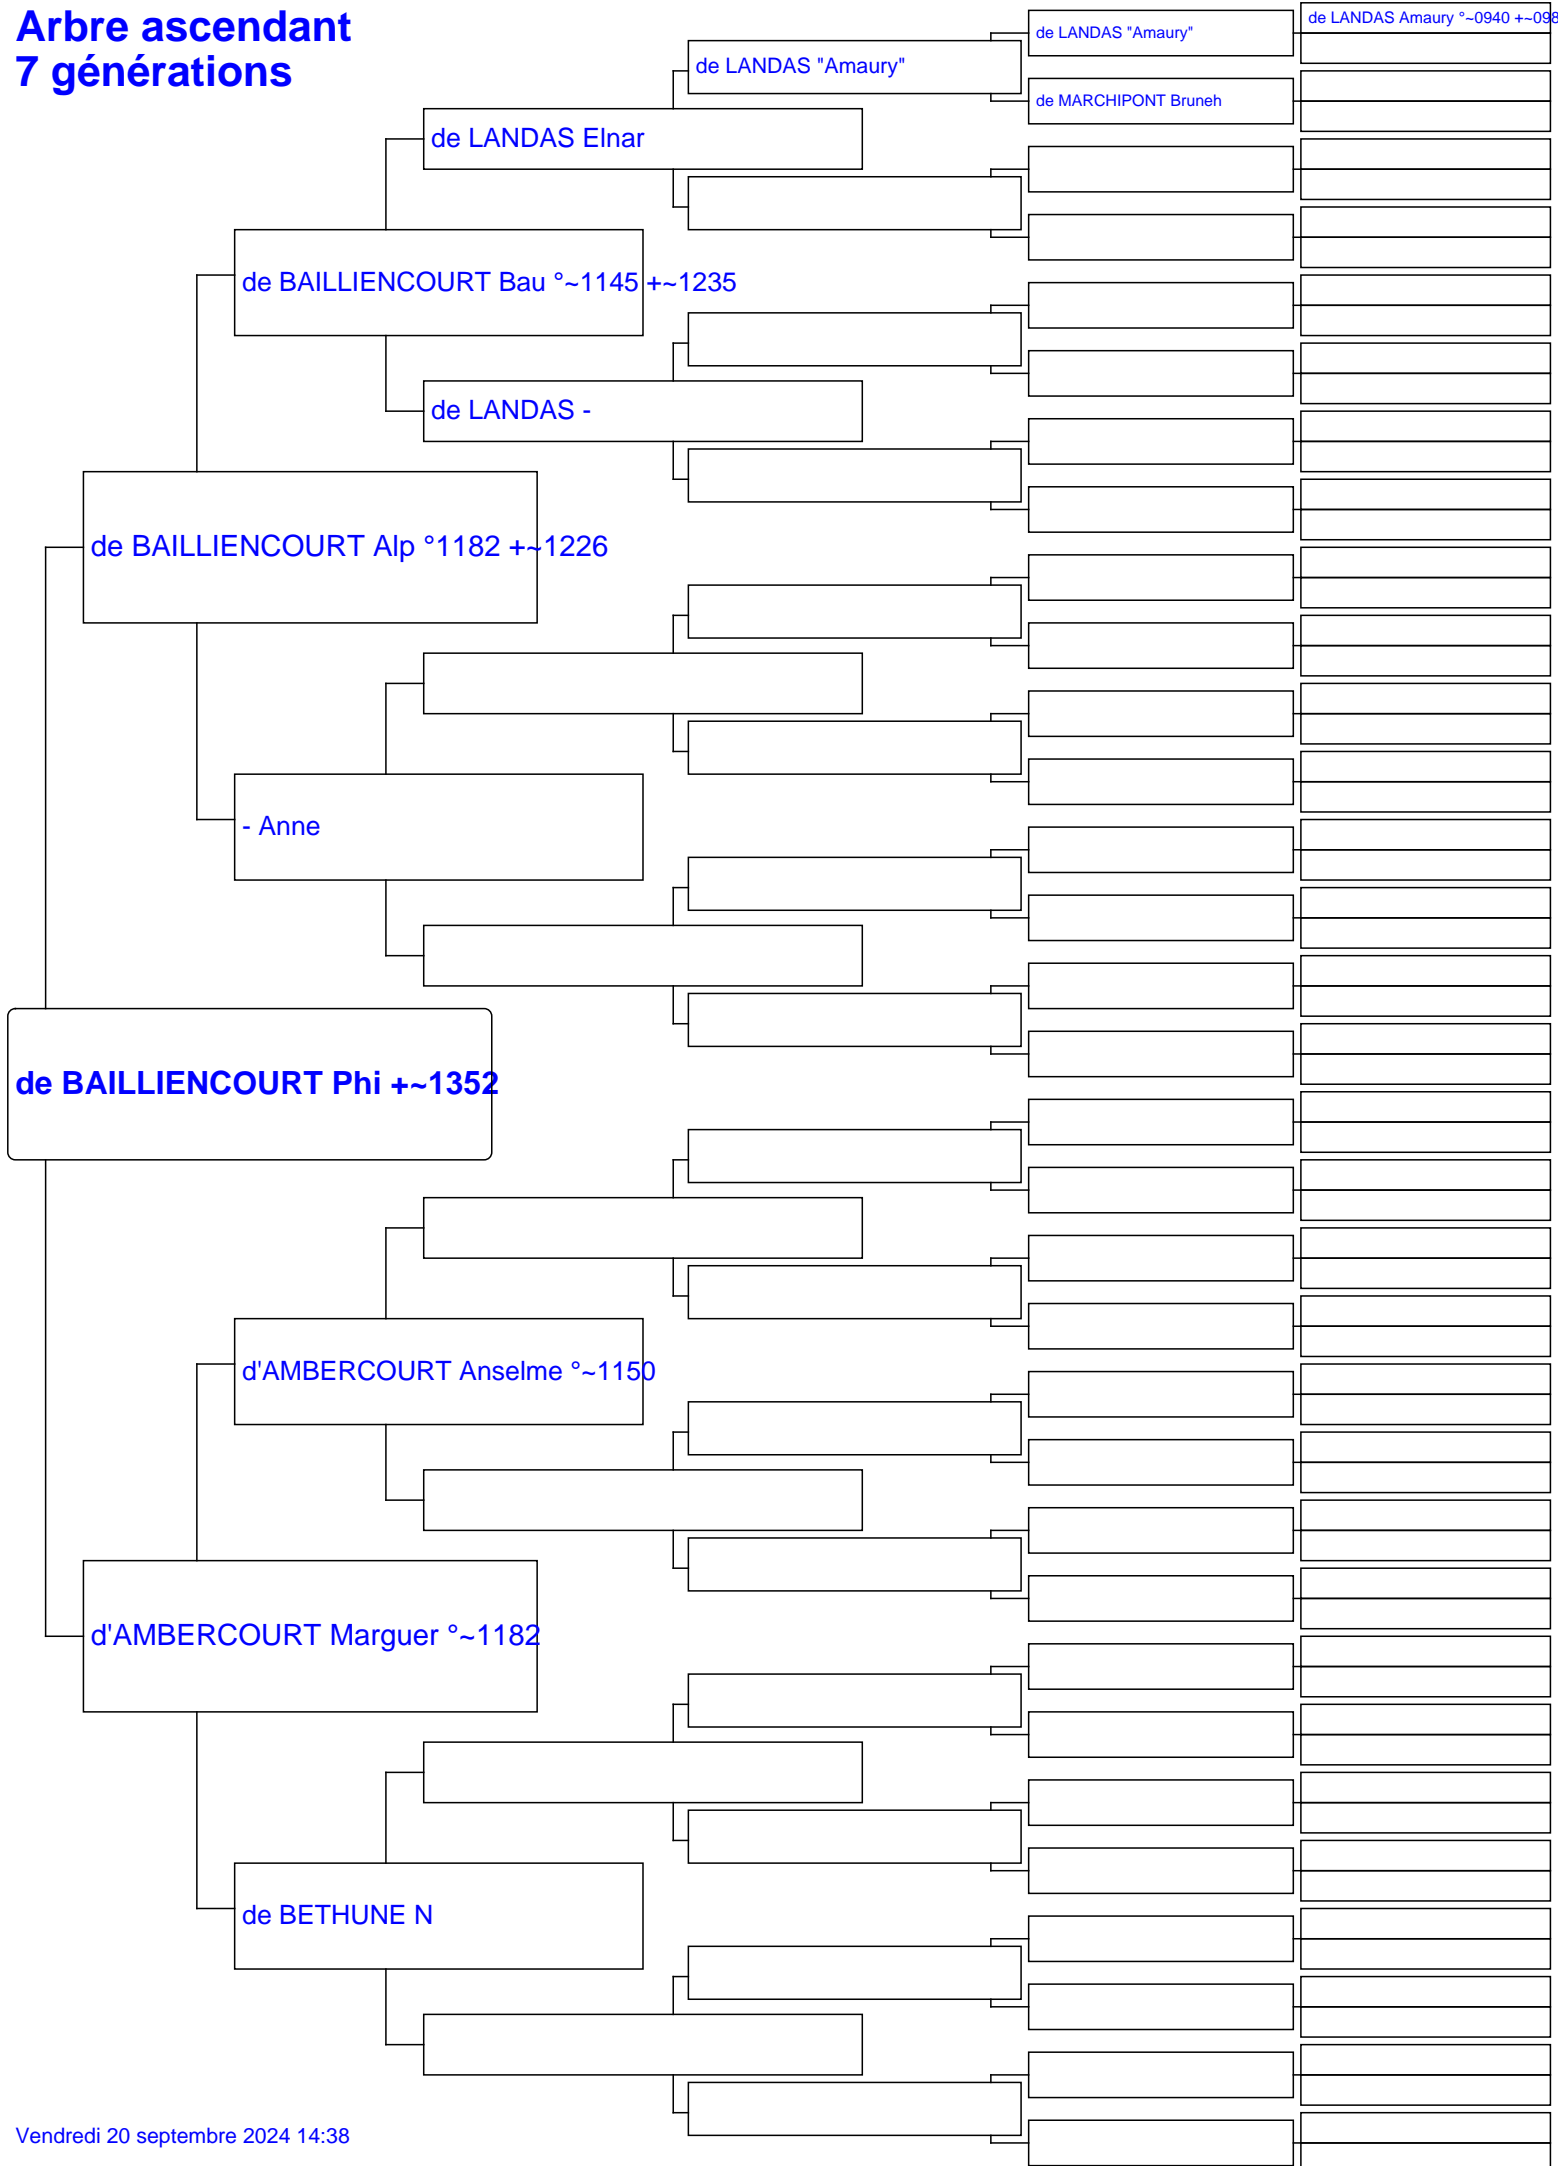 Arbre ascendant
7 générations
de LANDAS Amaury °~0940 +~098
de LANDAS "Amaury"
de LANDAS "Amaury"
de MARCHIPONT Bruneh
de LANDAS Elnar
de BAILLIENCOURT Bau °~1145 +~1235
de LANDAS -
de BAILLIENCOURT Alp °1182 +~1226
- Anne
de BAILLIENCOURT Phi +~1352
d'AMBERCOURT Anselme °~1150
d'AMBERCOURT Marguer °~1182
de BETHUNE N
Vendredi 20 septembre 2024 14:38